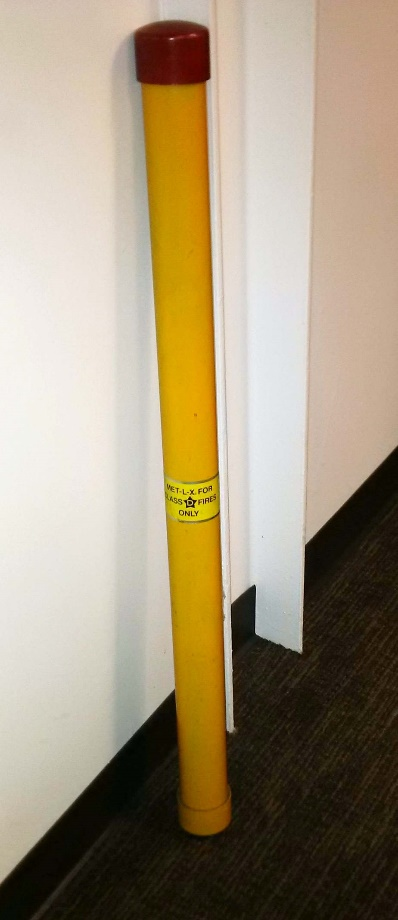 MET-L-X. FOR
CLASS D FIRES
ONLY